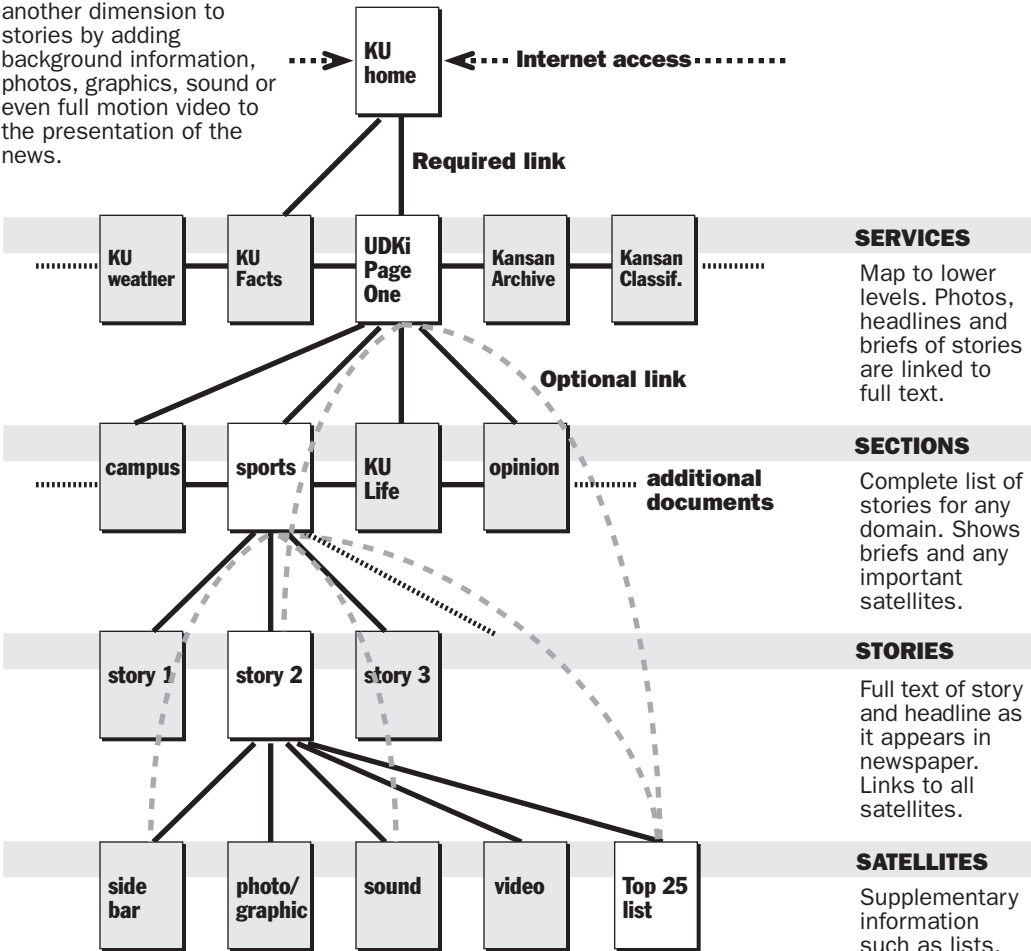 another dimension to
stories by adding
background information,
photos, graphics, sound or
even full motion video to
the presentation of the
news.
KU
home
Internet access
Required link
KU
weather
KU
Facts
UDKi
Page
One
Kansan
Archive
Kansan
Classif.
SERVICES
Map to lower
levels. Photos,
headlines and
briefs of stories
are linked to
full text.
Optional link
campus
sports
KU
Life
opinion
additional
documents
SECTIONS
Complete list of
stories for any
domain. Shows
briefs and any
important
satellites.
story 1
story 2
story 3
STORIES
Full text of story
and headline as
it appears in
newspaper.
Links to all
satellites.
side
bar
photo/
graphic
sound
video
Top 25
list
SATELLITES
Supplementary
information
such as lists,